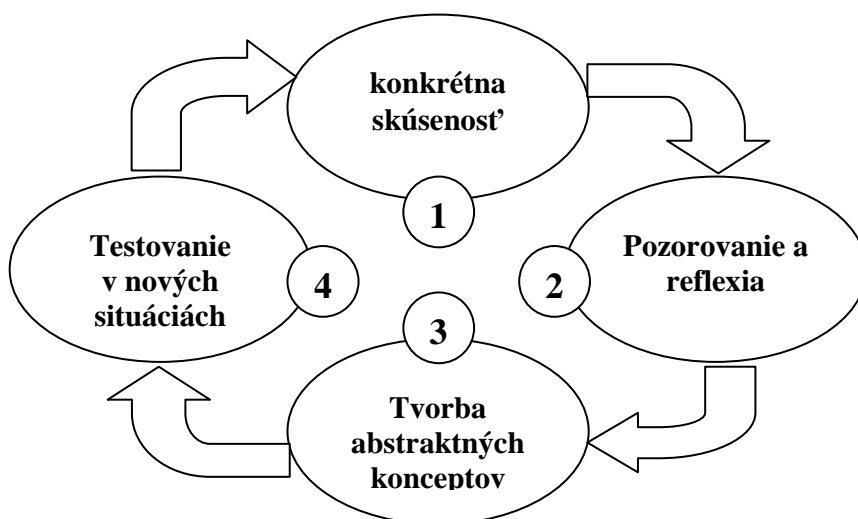 konkrétna
skúsenosť
1
Pozorovanie a
reflexia
2
3
Tvorba
abstraktných
konceptov
Testovanie
v nových
situáciách
4